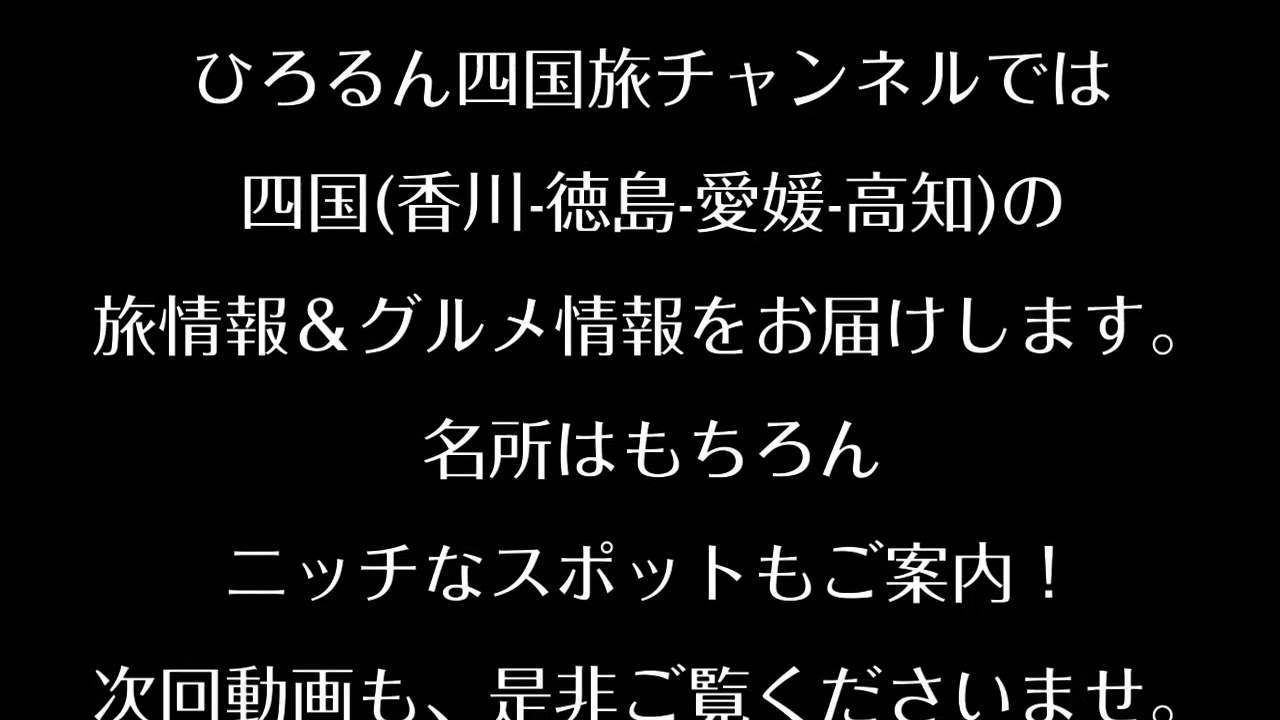 ひろるん四国旅チャンネルでは
四国(香川-徳島-愛媛-高知)の
旅情報＆グルメ情報をお届けします。
名所はもちろん
ニッチなスポットもご案内！
次回動画も、是非ご覧くださいませ。